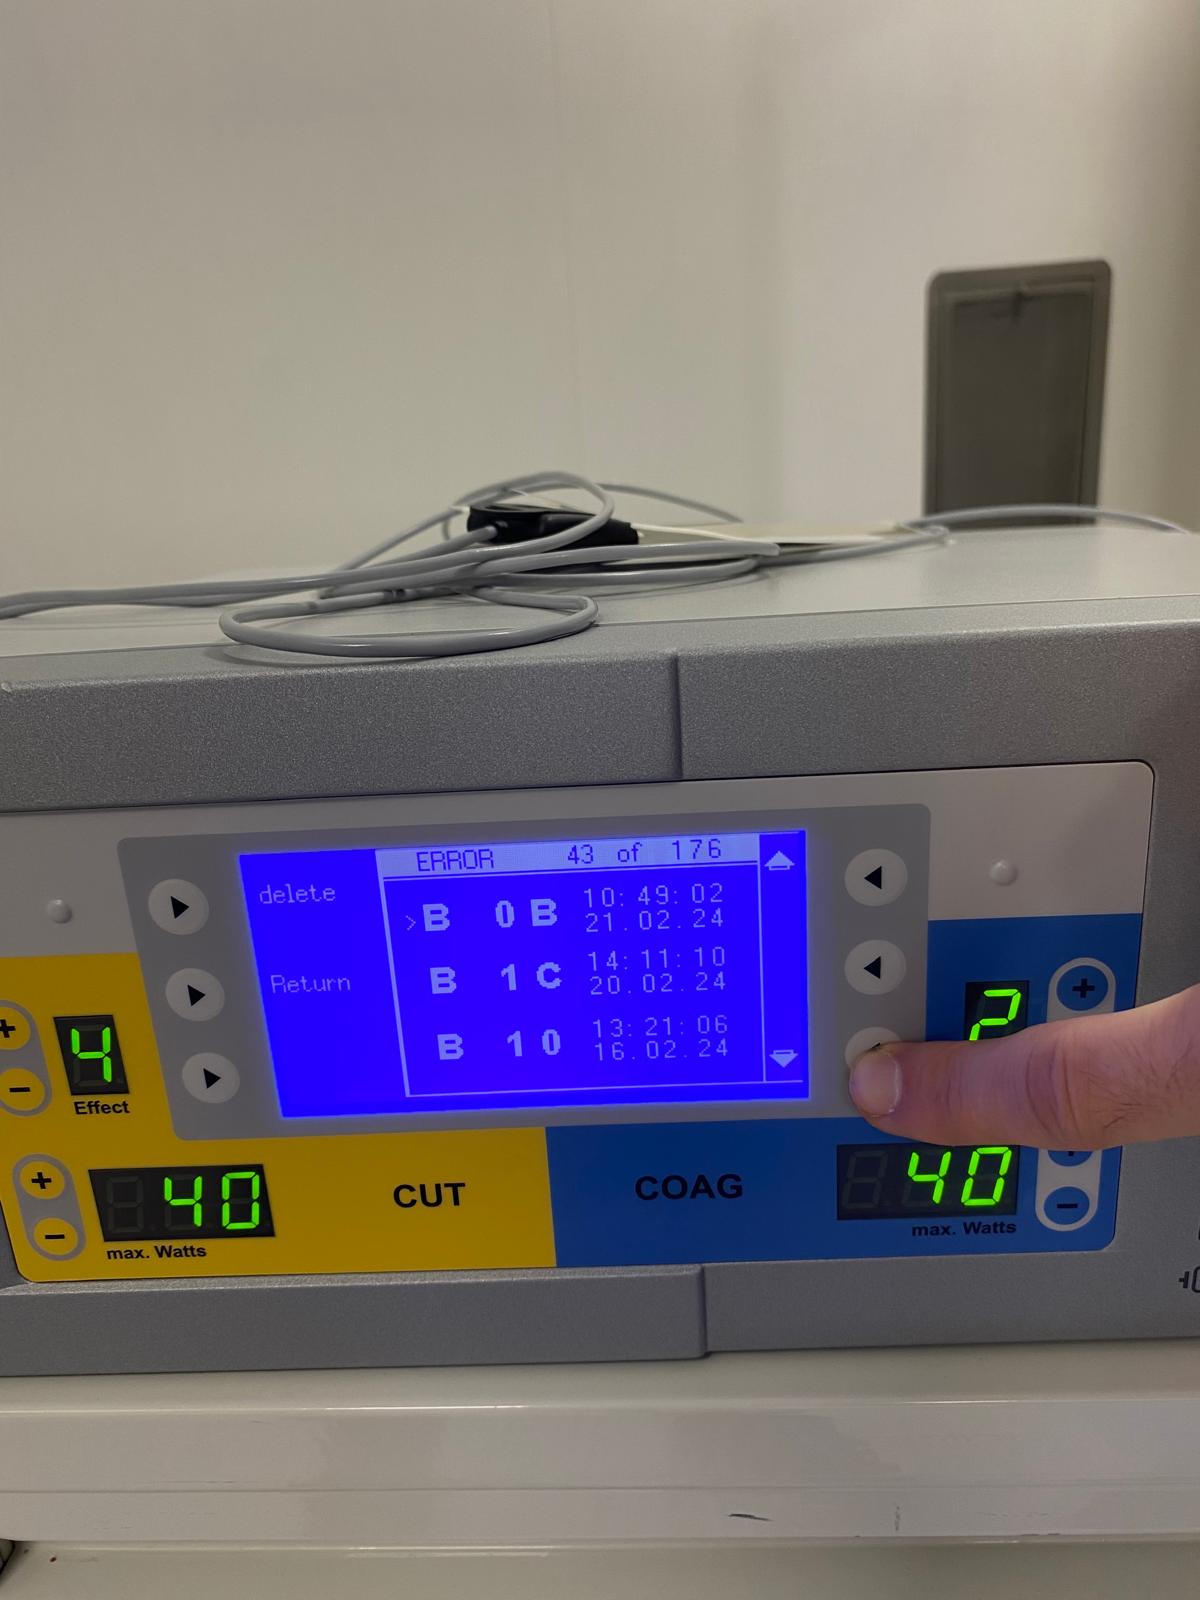 ERROR 43 of 176
delete
>B 0B 10:49:02
21.02.24
Return
B 1C 14:11:10
20.02.24
B 10 13:21:06
16.02.24
+
-
4
Effect
+
-
40
max. Watts
CUT
COAG
2
+
40
max. Watts
+
-